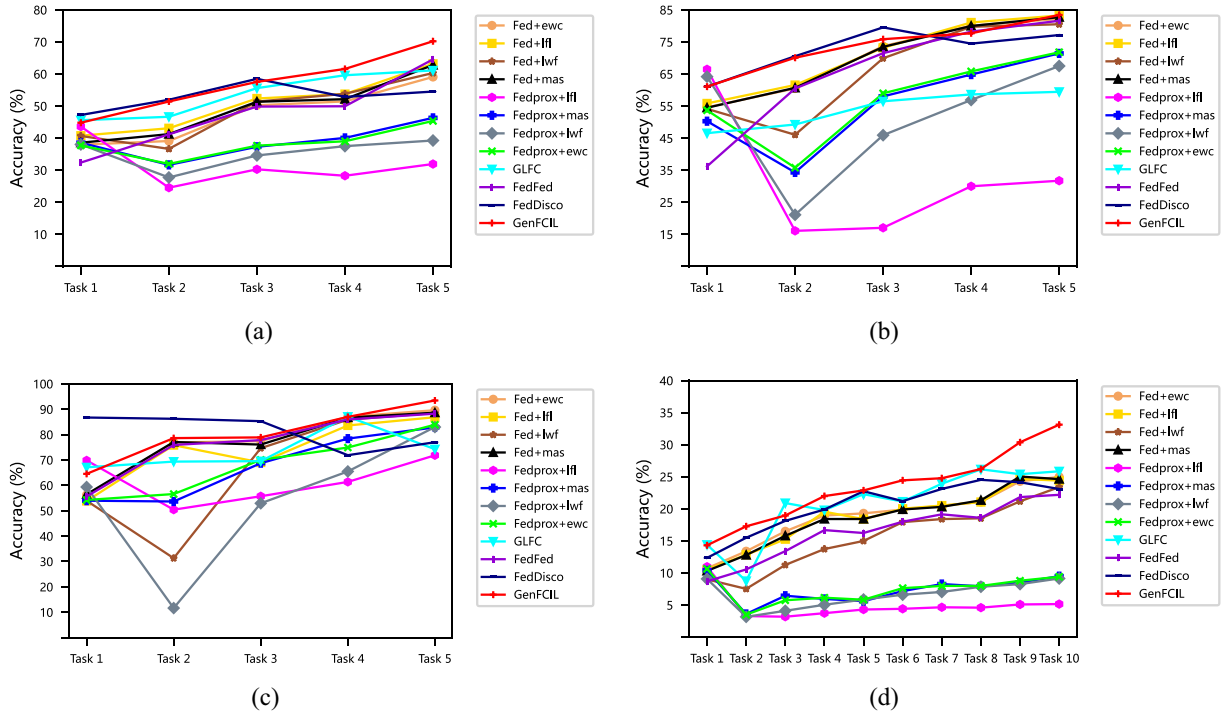 80
70
60
50
40
30
20
10
Accuracy (%)
Task 1 Task 2 Task 3 Task 4 Task 5
Fed+ewc
Fed+lfl
Fed+lwf
Fed+mas
Fedprox+lfl
Fedprox+mas
Fedprox+lwf
Fedprox+ewc
GLFC
FedFed
FedDisco
GenFCIL
(a)
85
75
65
55
45
35
25
15
Accuracy (%)
Task 1 Task 2 Task 3 Task 4 Task 5
Fed+ewc
Fed+lfl
Fed+lwf
Fed+mas
Fedprox+lfl
Fedprox+mas
Fedprox+lwf
Fedprox+ewc
GLFC
FedFed
FedDisco
GenFCIL
(b)
100
90
80
70
60
50
40
30
20
10
Accuracy (%)
Task 1 Task 2 Task 3 Task 4 Task 5
Fed+ewc
Fed+lfl
Fed+lwf
Fed+mas
Fedprox+lfl
Fedprox+mas
Fedprox+lwf
Fedprox+ewc
GLFC
FedFed
FedDisco
GenFCIL
(c)
40
35
30
25
20
15
10
5
Accuracy (%)
Task 1 Task 2 Task 3 Task 4 Task 5 Task 6 Task 7 Task 8 Task 9 Task 10
Fed+ewc
Fed+lfl
Fed+lwf
Fed+mas
Fedprox+lfl
Fedprox+mas
Fedprox+lwf
Fedprox+ewc
GLFC
FedFed
FedDisco
GenFCIL
(d)